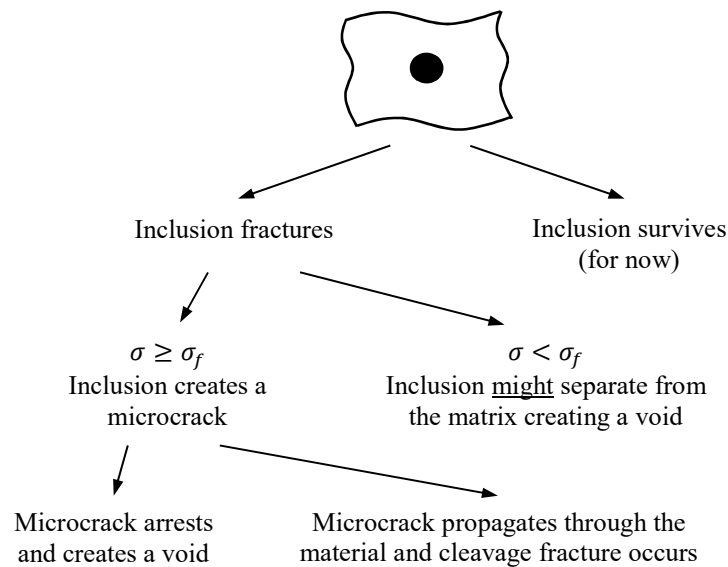 Inclusion fractures
Inclusion survives
(for now)
σ ≥ σ_f
Inclusion creates a
microcrack
σ < σ_f
Inclusion might separate from
the matrix creating a void
Microcrack arrests
and creates a void
Microcrack propagates through the
material and cleavage fracture occurs